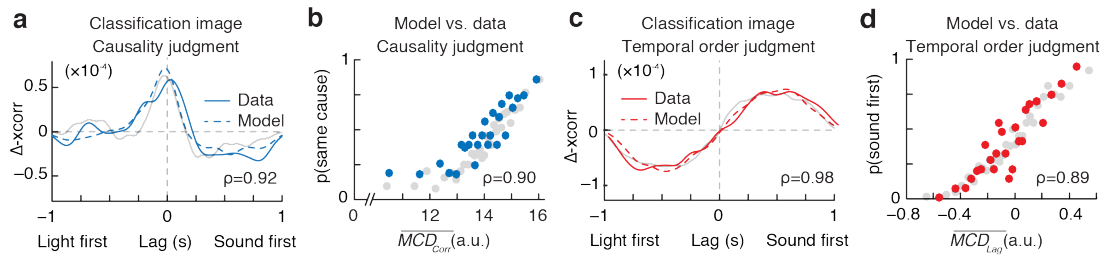 a
Classification image
Causality judgment
(×10⁻⁴)
0.5
0
−0.5
Δ-xcorr
Data
Model
ρ=0.92
−1
0
1
Light first
Lag (s)
Sound first
b
Model vs. data
Causality judgment
1
0
p(same cause)
ρ=0.90
0
12
14
16
MCD_Corr (a.u.)
c
Classification image
Temporal order judgment
(×10⁻⁴)
1
0
−1
Δ-xcorr
Data
Model
ρ=0.98
−1
0
1
Light first
Lag (s)
Sound first
d
Model vs. data
Temporal order judgment
1
0
p(sound first)
ρ=0.89
−0.8
−0.4
0
0.4
MCD_Lag (a.u.)